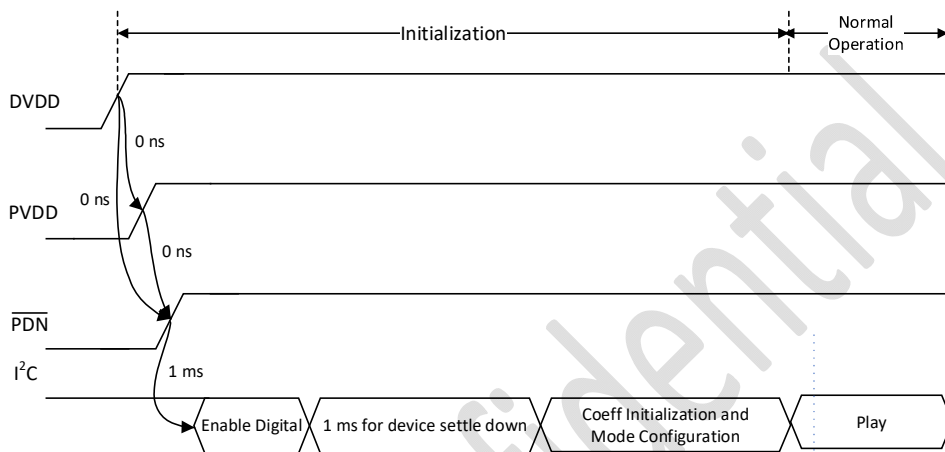 Initialization
Normal
Operation
DVDD
0 ns
0 ns
PVDD
0 ns
PDN
1 ms
I²C
Enable Digital
1 ms for device settle down
Coeff Initialization and
Mode Configuration
Play
fidential